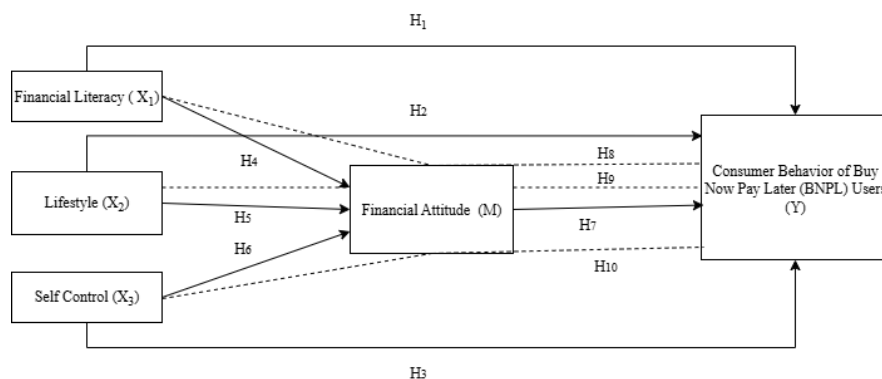 H1
Financial Literacy ( X1)
H2
H4
H8
Consumer Behavior of Buy
Now Pay Later (BNPL) Users
(Y)
H9
Lifestyle (X2)
Financial Attitude  (M)
H5
H7
H6
H10
Self Control (X3)
H3